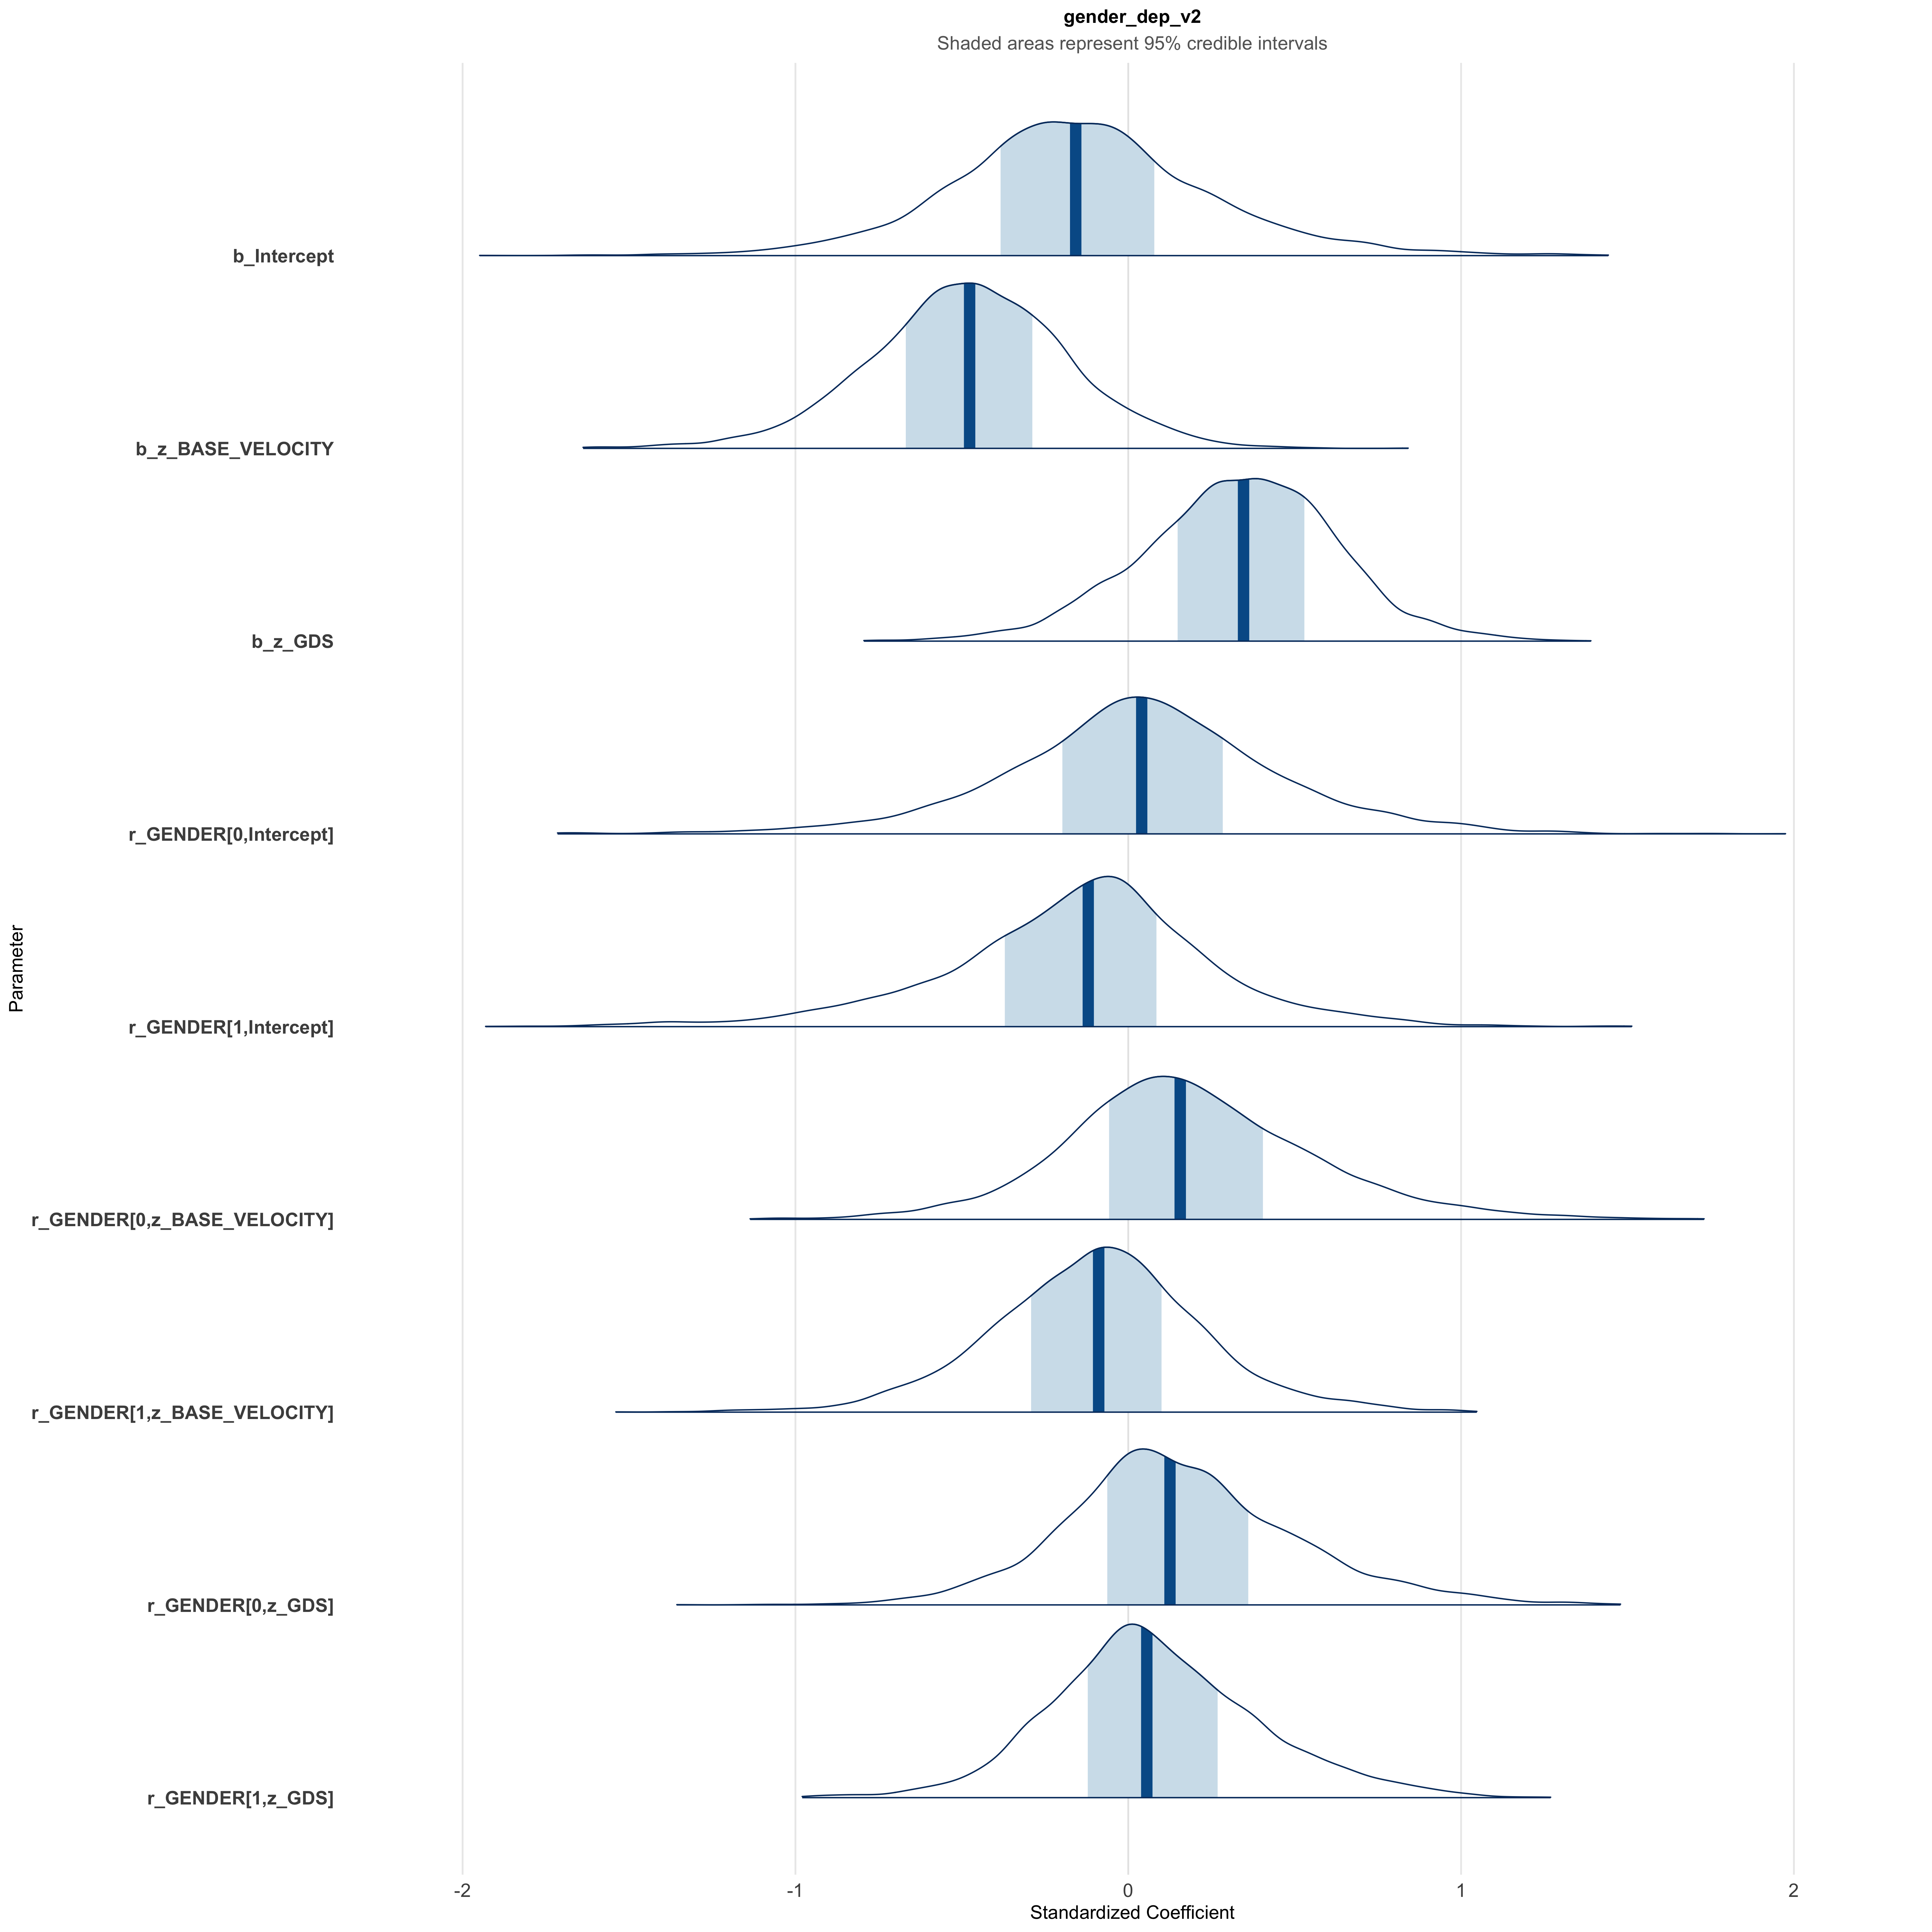 gender_dep_v2
Shaded areas represent 95% credible intervals
Parameter
b_Intercept
b_z_BASE_VELOCITY
b_z_GDS
r_GENDER[0,Intercept]
r_GENDER[1,Intercept]
r_GENDER[0,z_BASE_VELOCITY]
r_GENDER[1,z_BASE_VELOCITY]
r_GENDER[0,z_GDS]
r_GENDER[1,z_GDS]
-2 -1 0 1 2
Standardized Coefficient